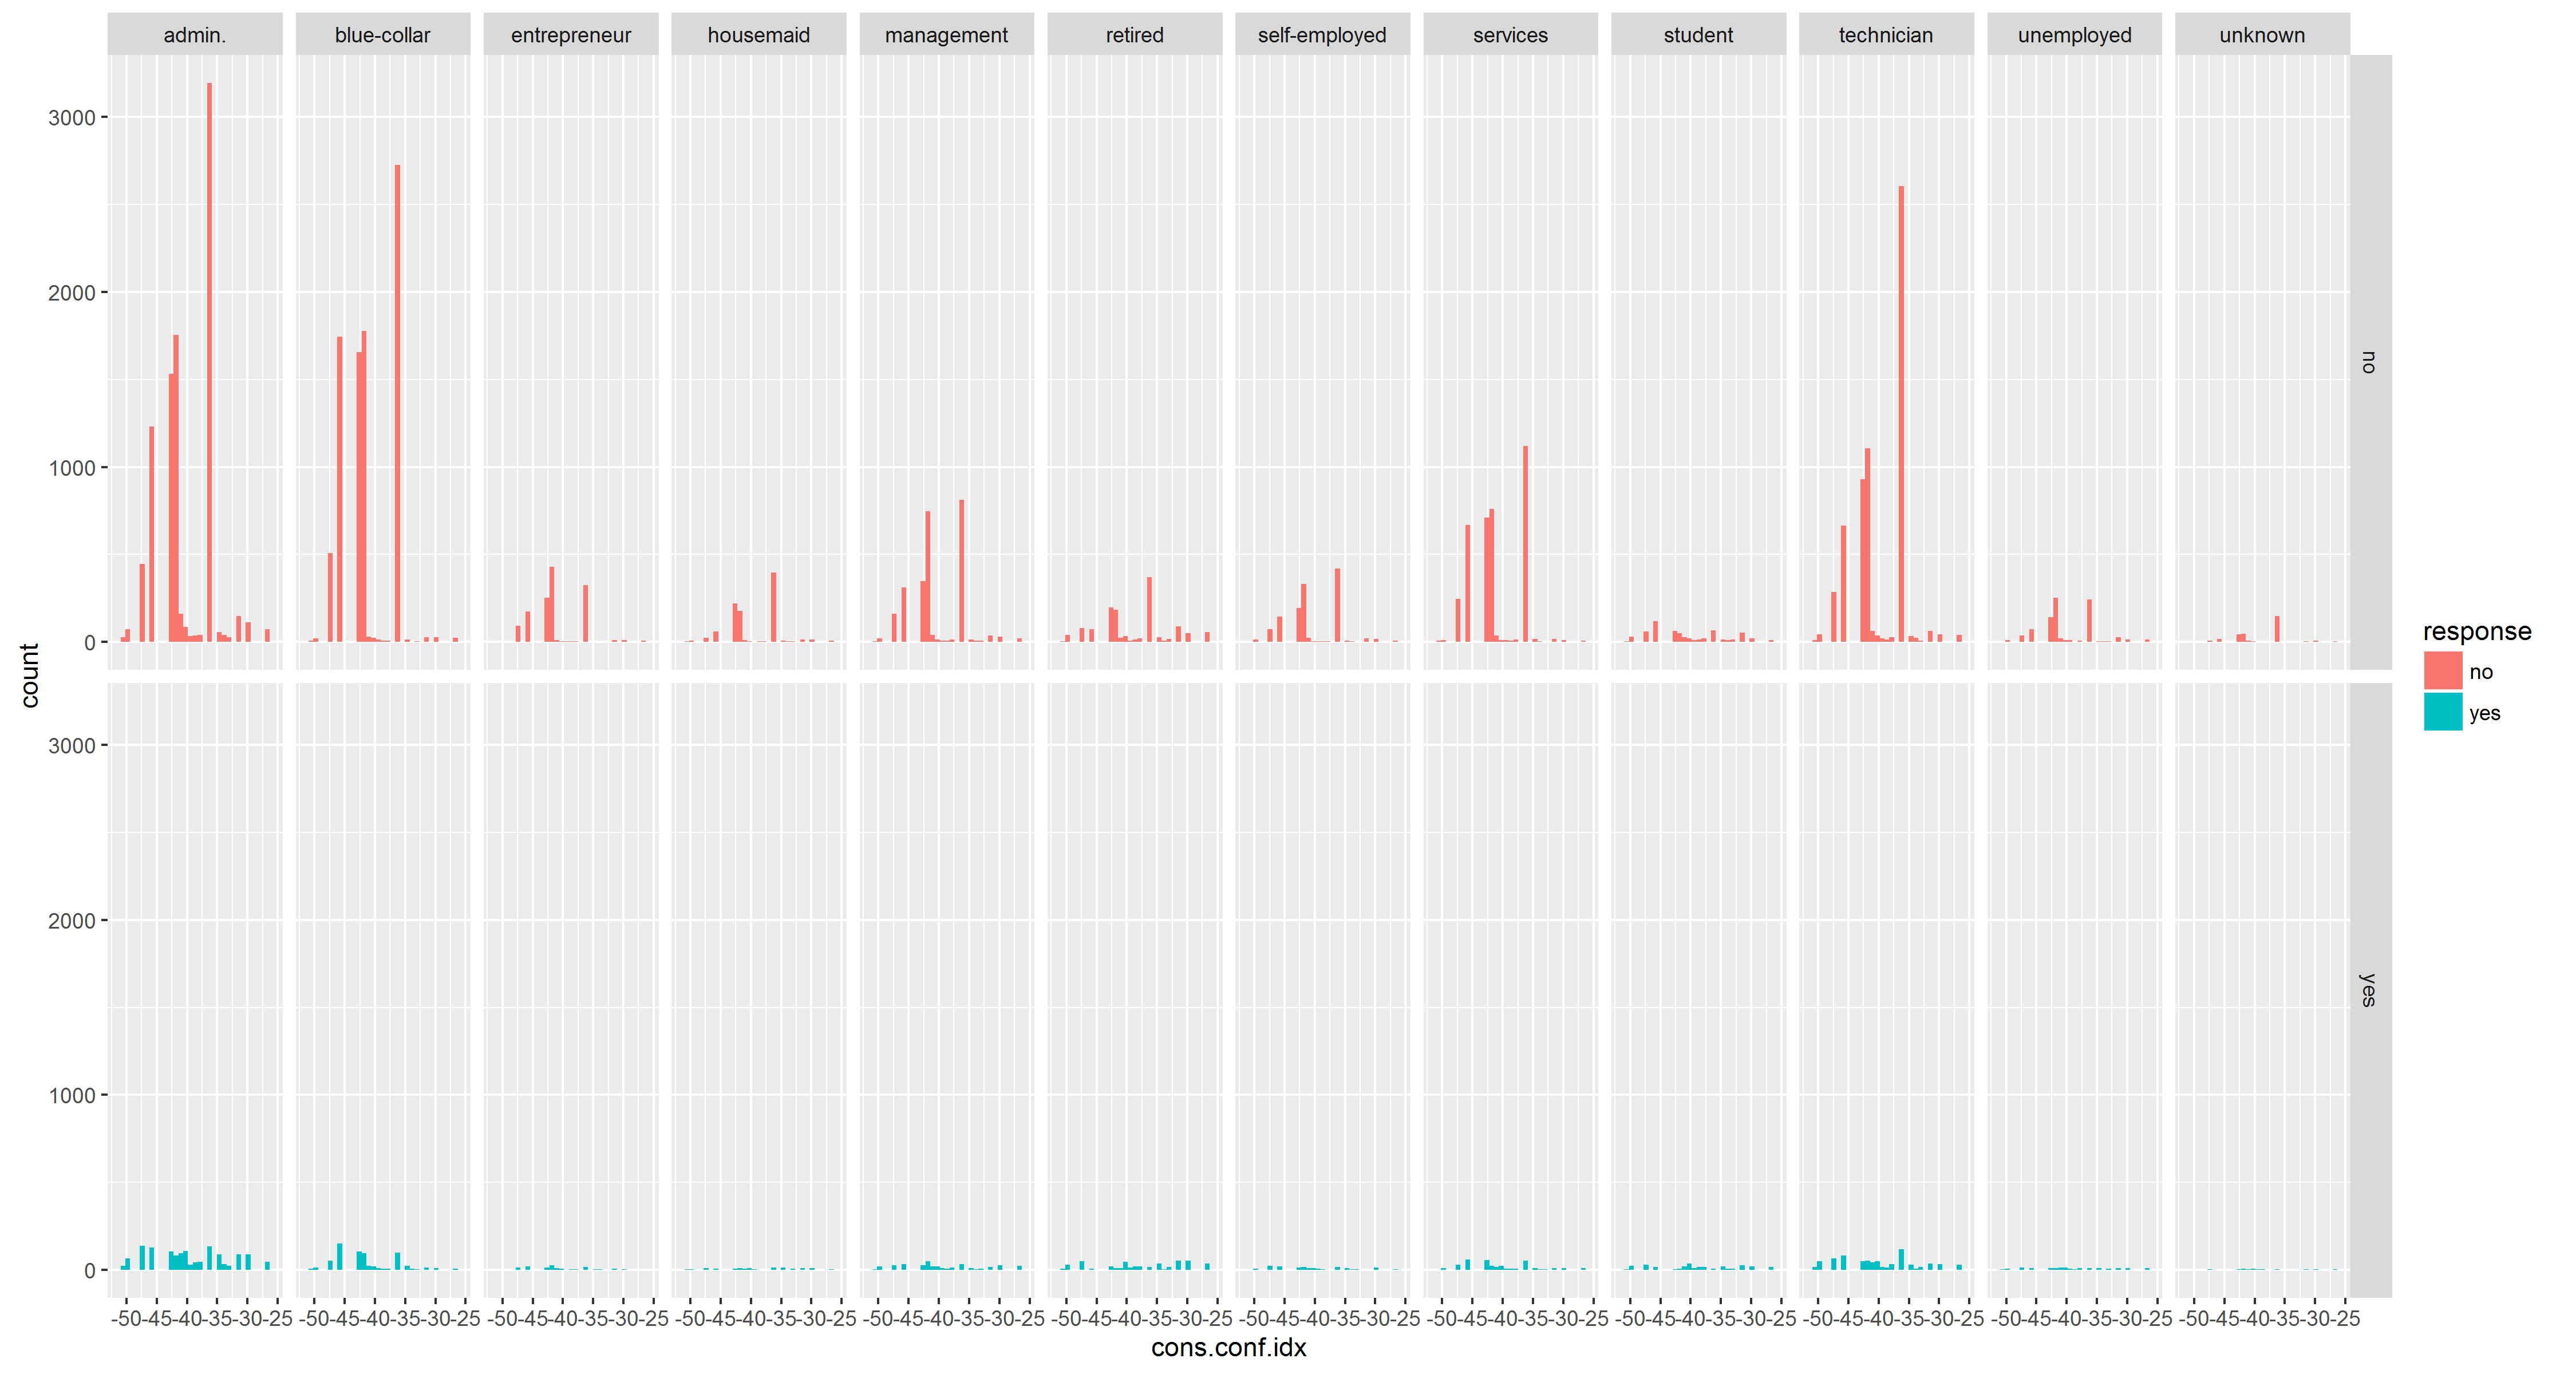 admin. blue-collar entrepreneur housemaid management retired self-employed services student technician unemployed unknown
3000
2000
1000
0
no
count
3000
2000
1000
0
yes
-50-45-40-35-30-25 -50-45-40-35-30-25 -50-45-40-35-30-25 -50-45-40-35-30-25 -50-45-40-35-30-25 -50-45-40-35-30-25 -50-45-40-35-30-25 -50-45-40-35-30-25 -50-45-40-35-30-25 -50-45-40-35-30-25 -50-45-40-35-30-25 -50-45-40-35-30-25
cons.conf.idx
response
no
yes